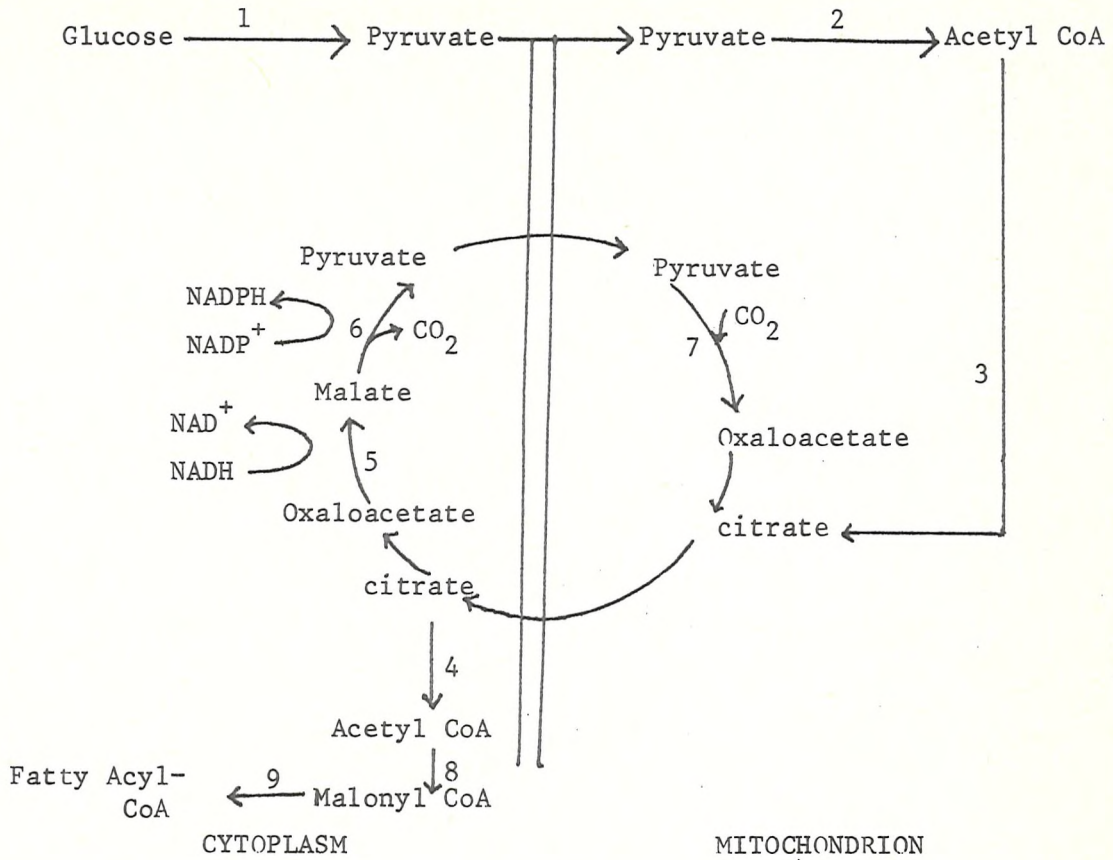 1
2
Glucose Pyruvate Pyruvate Acetyl CoA
Pyruvate
Pyruvate
NADPH
NADP+
6
CO2
CO2
7
3
Malate
NAD+
NADH
5
Oxaloacetate
Oxaloacetate
citrate
citrate
4
Acetyl CoA
8
Fatty Acyl-
CoA
9
Malonyl CoA
CYTOPLASM MITOCHONDRION